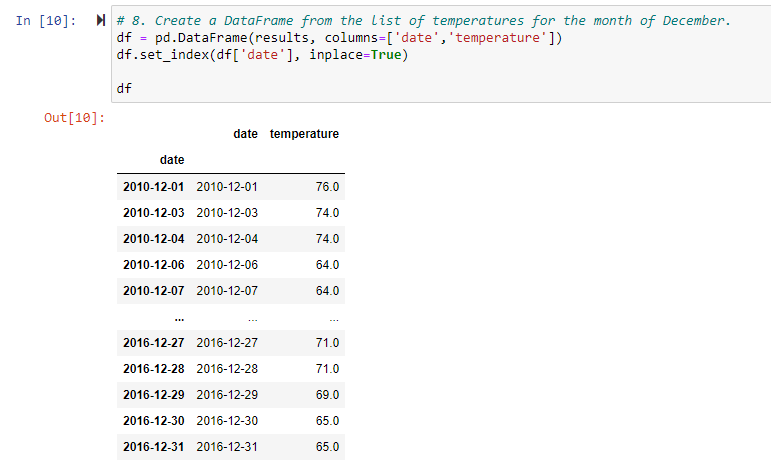 In [10]:
# 8. Create a DataFrame from the list of temperatures for the month of December.
df = pd.DataFrame(results, columns=['date','temperature'])
df.set_index(df['date'], inplace=True)
df
Out[10]:
date temperature
date
2010-12-01 2010-12-01 76.0
2010-12-03 2010-12-03 74.0
2010-12-04 2010-12-04 74.0
2010-12-06 2010-12-06 64.0
2010-12-07 2010-12-07 64.0
... ... ...
2016-12-27 2016-12-27 71.0
2016-12-28 2016-12-28 71.0
2016-12-29 2016-12-29 69.0
2016-12-30 2016-12-30 65.0
2016-12-31 2016-12-31 65.0